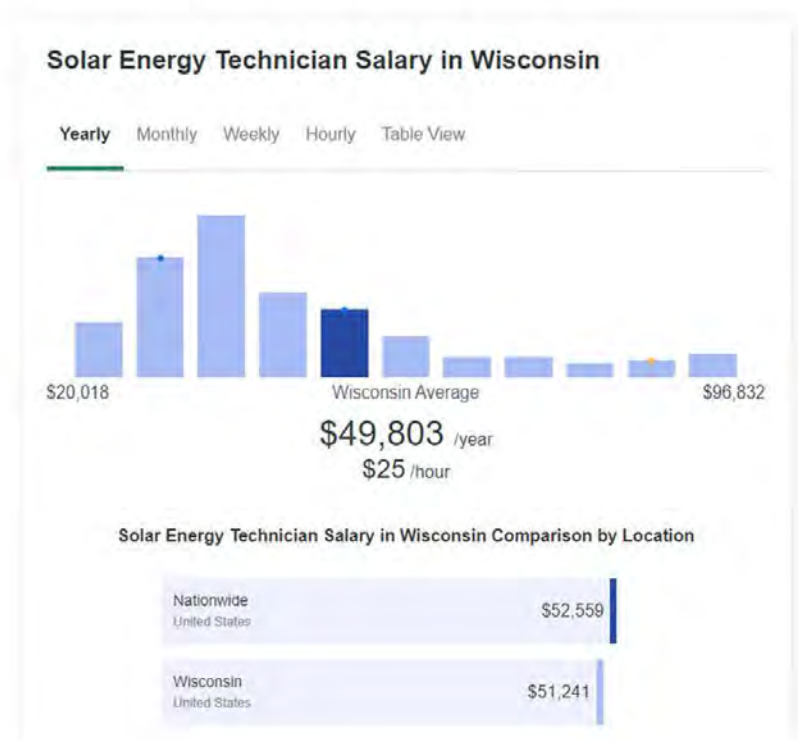 Solar Energy Technician Salary in Wisconsin
Yearly Monthly Weekly Hourly Table View
$20,018 Wisconsin Average $96,832
$49,803 /year
$25 /hour
Solar Energy Technician Salary in Wisconsin Comparison by Location
Nationwide
United States
$52,559
Wisconsin
United States
$51,241